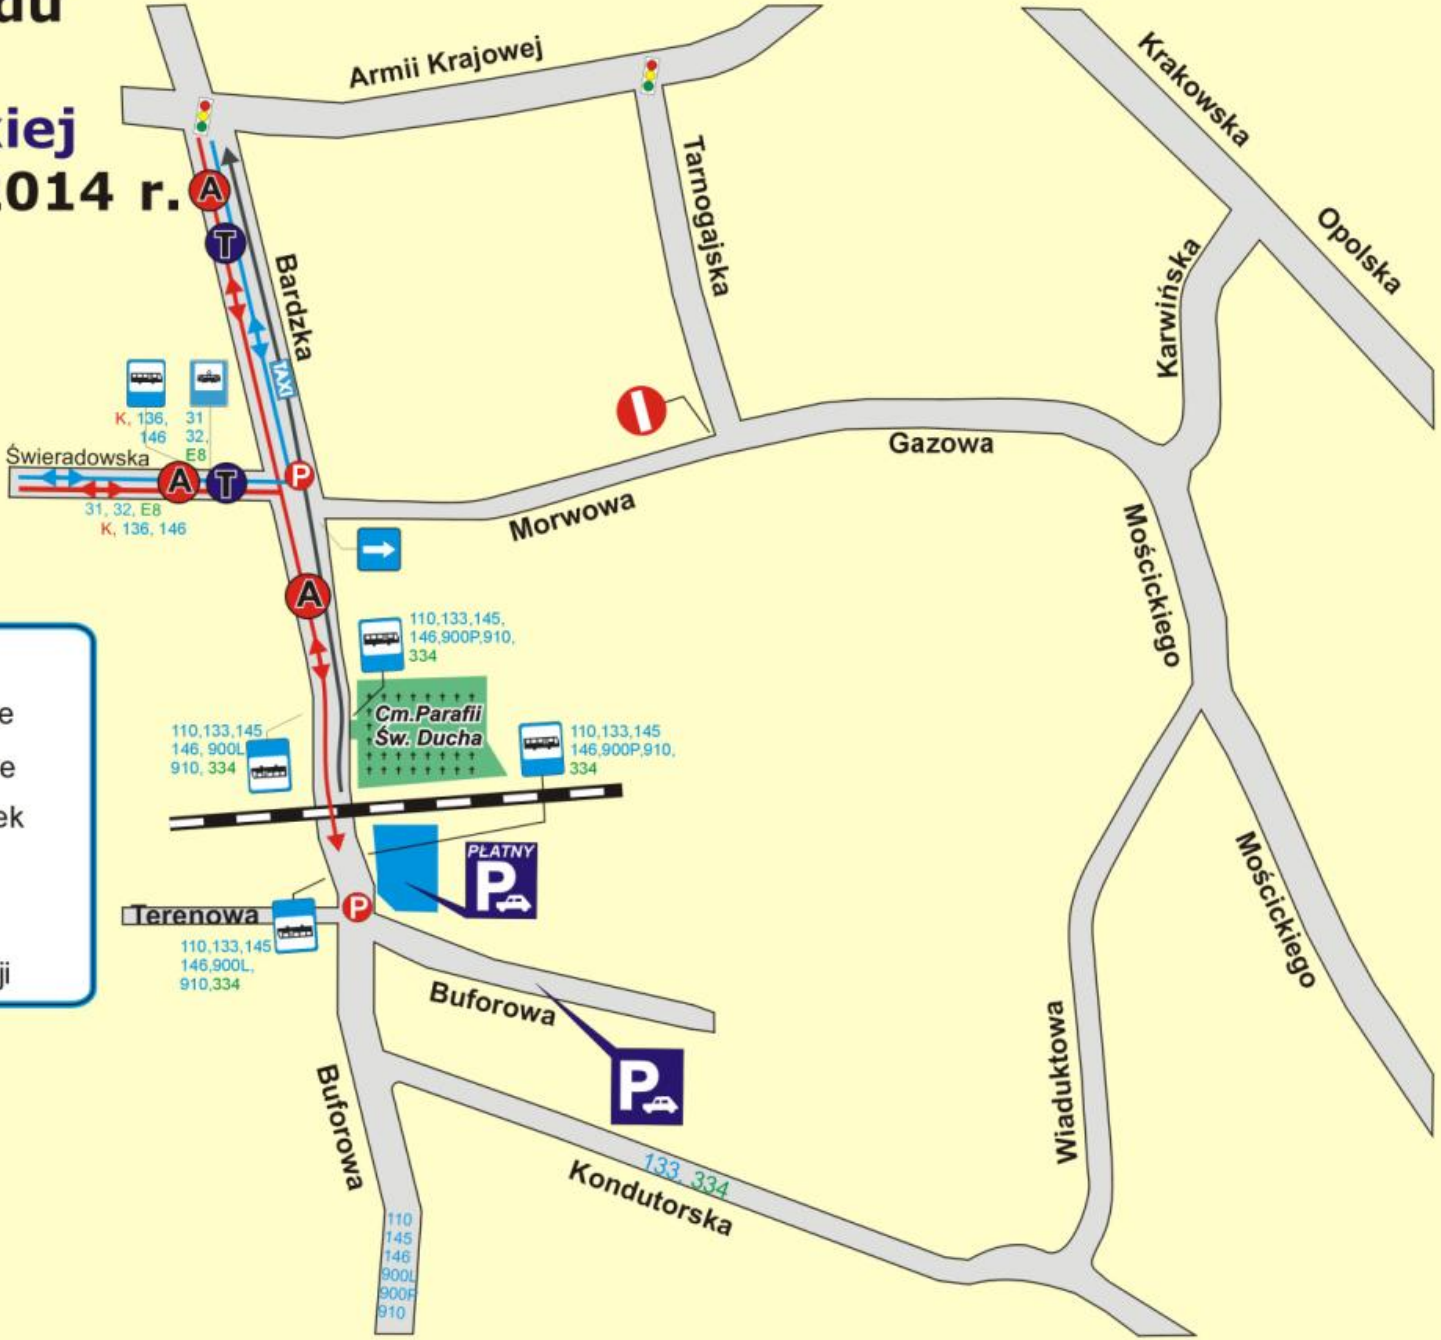 du
kiej
2014 r.
Armii Krajowej
Krakowska
Opolska
Tarnogajska
Karwińska
A
T
Bardzka
TAXI
K, 136,
146
31
32,
E8
Świeradowska
A
T
P
31, 32, E8
K, 136, 146
Gazowa
Morwowa
Mościckiego
A
110,133,145,
146,900P,910,
334
Cm.Parafii
Św. Ducha
110,133,145
146, 900L
910, 334
110,133,145
146,900P,910,
334
e
e
ek
ji
PŁATNY
P
Terenowa
P
110,133,145
146,900L,
910,334
Buforowa
P
Mościckiego
Wiaduktowa
Buforowa
133, 334
Kondutorska
110
145
146
900L
900P
910